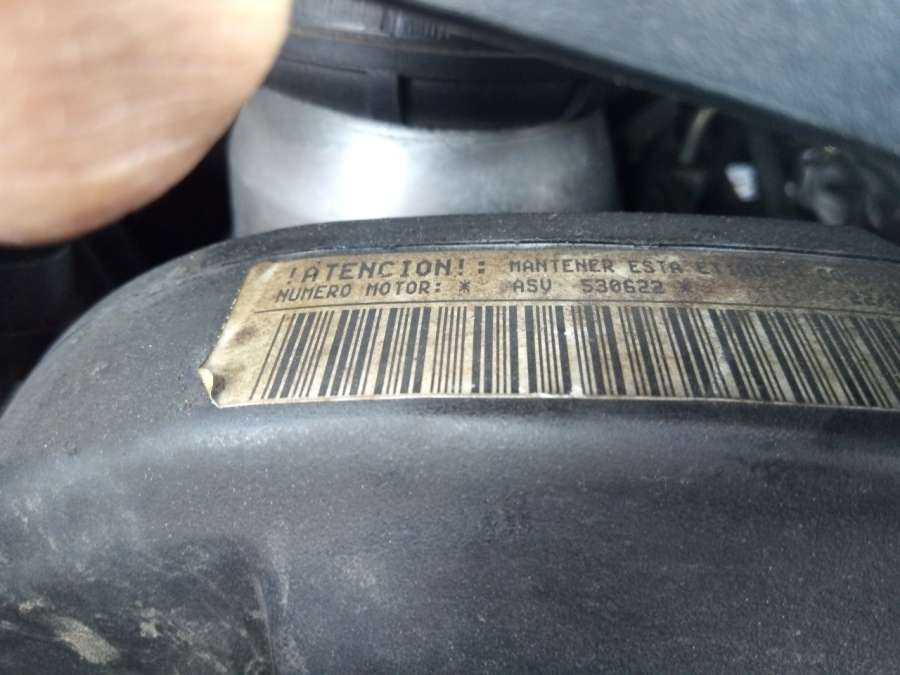 !ATENCION!: MANTENER ESTA
NUMERO MOTOR: * ASV 530622 *